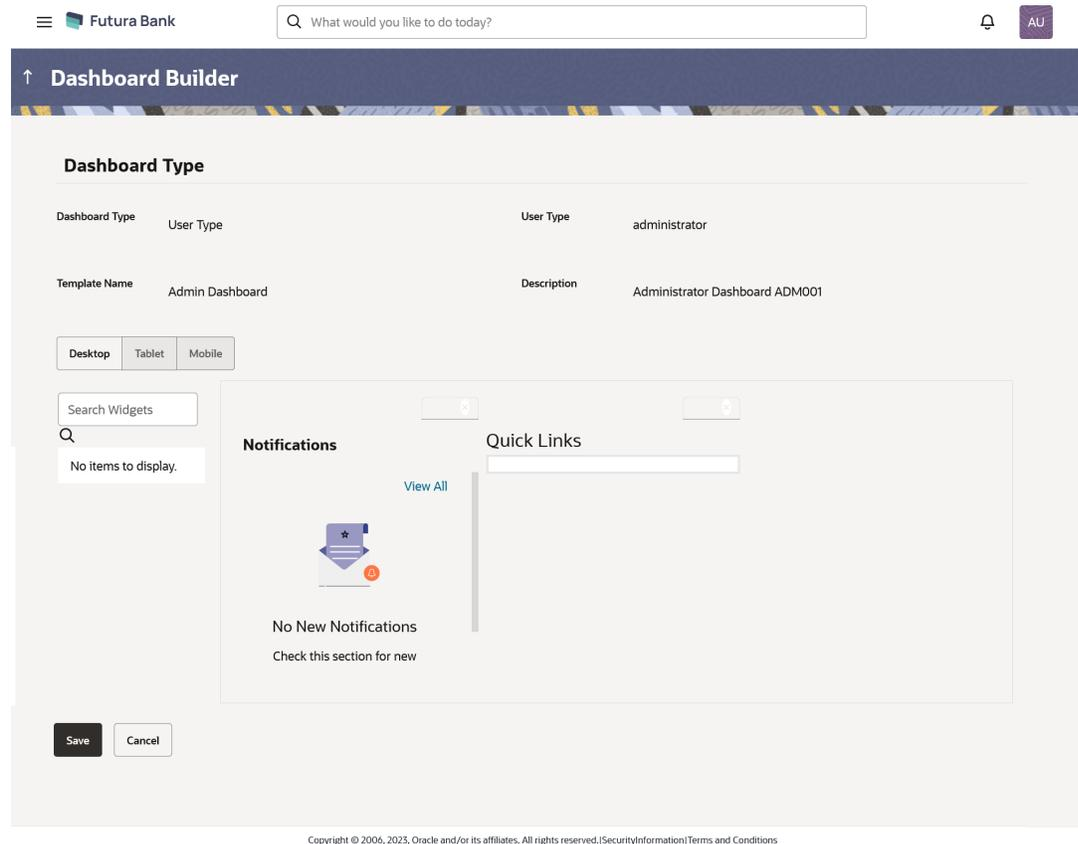 Futura Bank
What would you like to do today?
AU
Dashboard Builder
Dashboard Type
Dashboard Type
User Type
User Type
administrator
Template Name
Admin Dashboard
Description
Administrator Dashboard ADM001
Desktop Tablet Mobile
Search Widgets
No items to display.
Notifications
View All
No New Notifications
Check this section for new
Quick Links
Save Cancel
Copyright © 2006, 2023, Oracle and/or its affiliates. All rights reserved.|SecurityInformation|Terms and Conditions